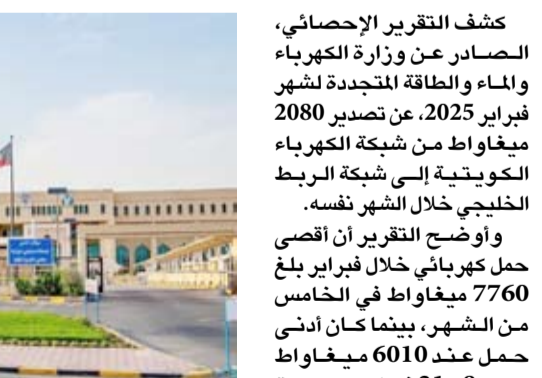 كشف التقرير الإحصائي،
الصادر عن وزارة الكهرباء
والماء والطاقة المتجددة لشهر
فبراير 2025، عن تصدير 2080
ميغاواط من شبكة الكهرباء
الكويتية إلى شبكة الربط
الخليجي خلال الشهر نفسه.
وأوضح التقرير أن أقصى
حمل كهربائي خلال فبراير بلغ
7760 ميغاواط في الخامس
من الشهر، بينما كان أدنى
حمل عند 6010 ميغاواط